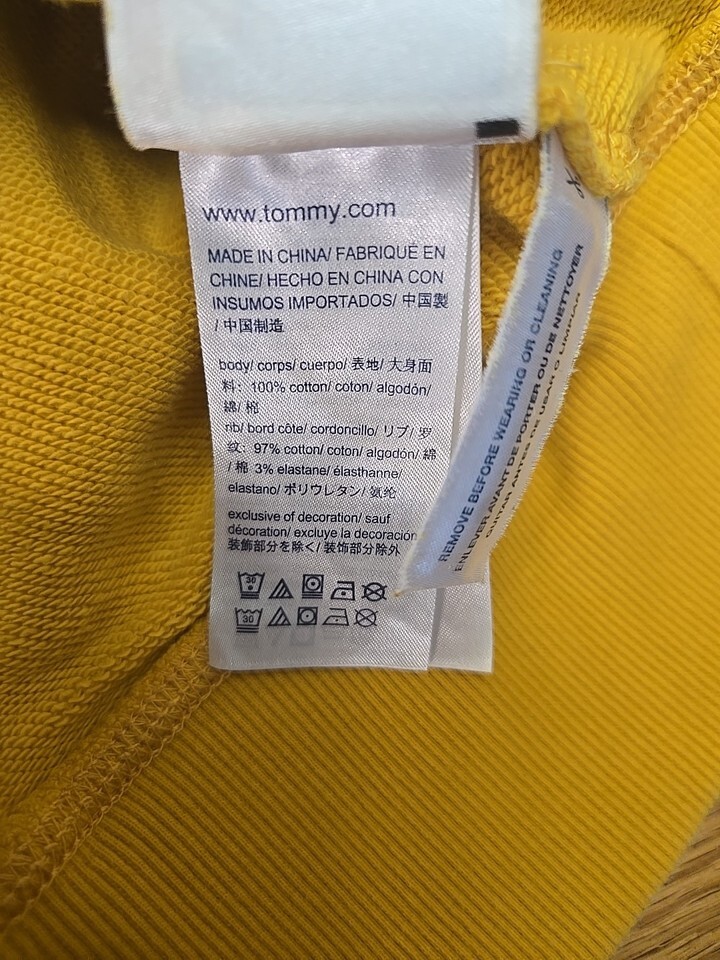 www.tommy.com
MADE IN CHINA/ FABRIQUÉ EN
CHINE/ HECHO EN CHINA CON
INSUMOS IMPORTADOS/ 中国製
/ 中国制造
body/ corps/ cuerpo/ 表地/ 大身面
料: 100% cotton/ coton/ algodón/
綿/ 棉
rib/ bord côte/ cordoncillo/ リブ/ 罗
纹: 97% cotton/ coton/ algodón/ 綿
/ 棉 3% elastane/ élasthanne/
elastano/ ポリウレタン/ 氨纶
exclusive of decoration/ sauf
décoration/ excluye la decoración
装飾部分を除く/ 装饰部分除外
30
30
REMOVE BEFORE WEARING OR CLEANING
ENLEVER AVANT DE PORTER OU DE NETTOYER
QUITAR ANTES DE USAR O LIMPIAR